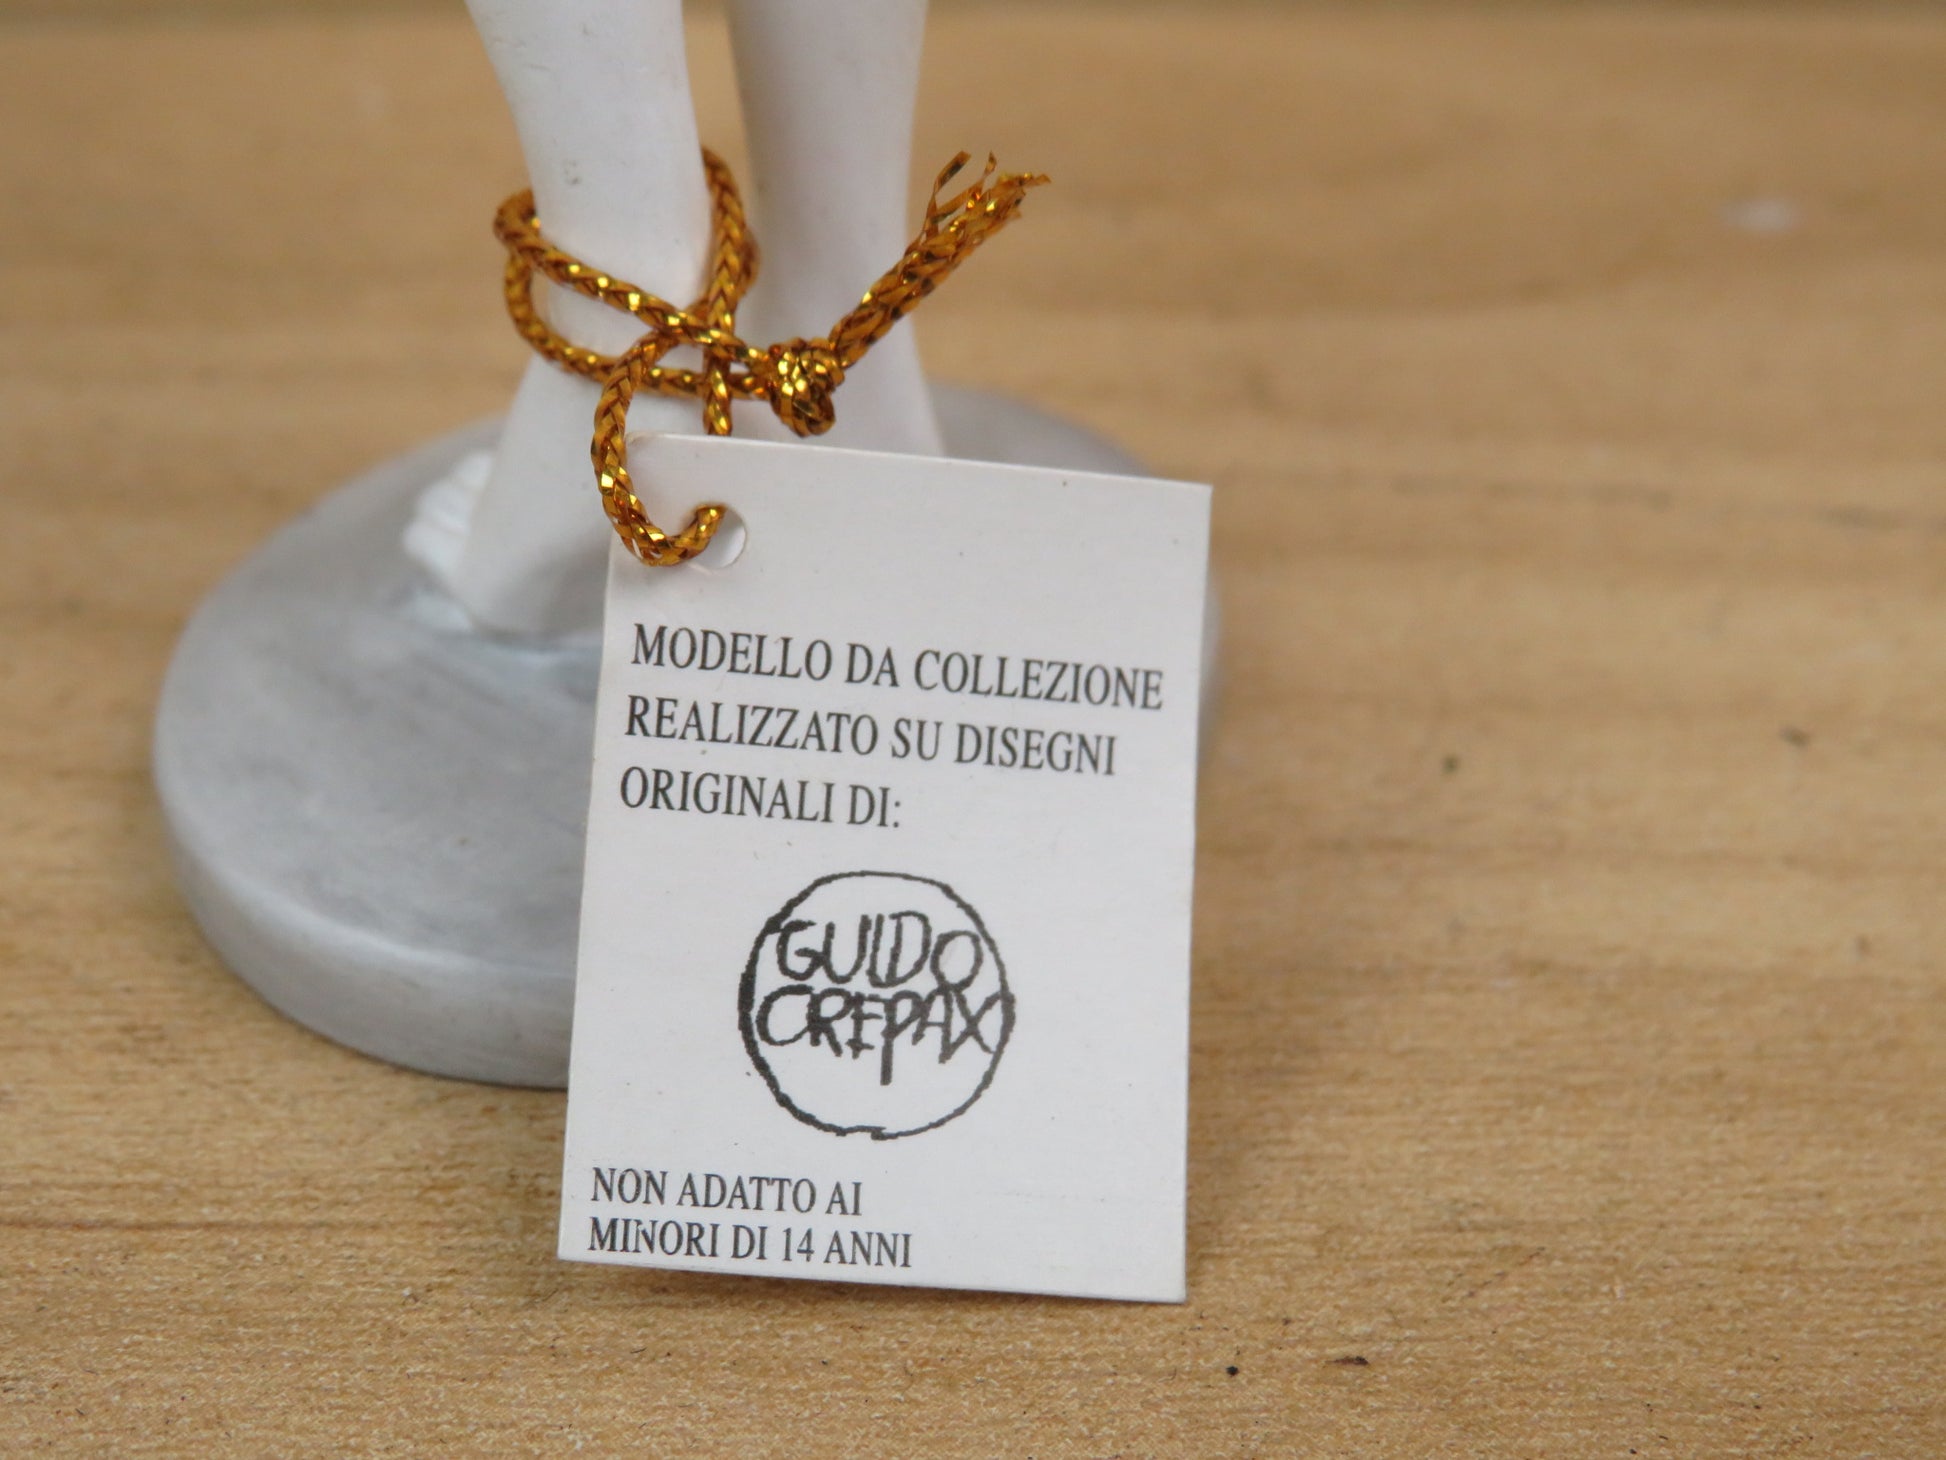 MODELLO DA COLLEZIONE
REALIZZATO SU DISEGNI
ORIGINALI DI:
GUIDO
CREPAX
NON ADATTO AI
MINORI DI 14 ANNI